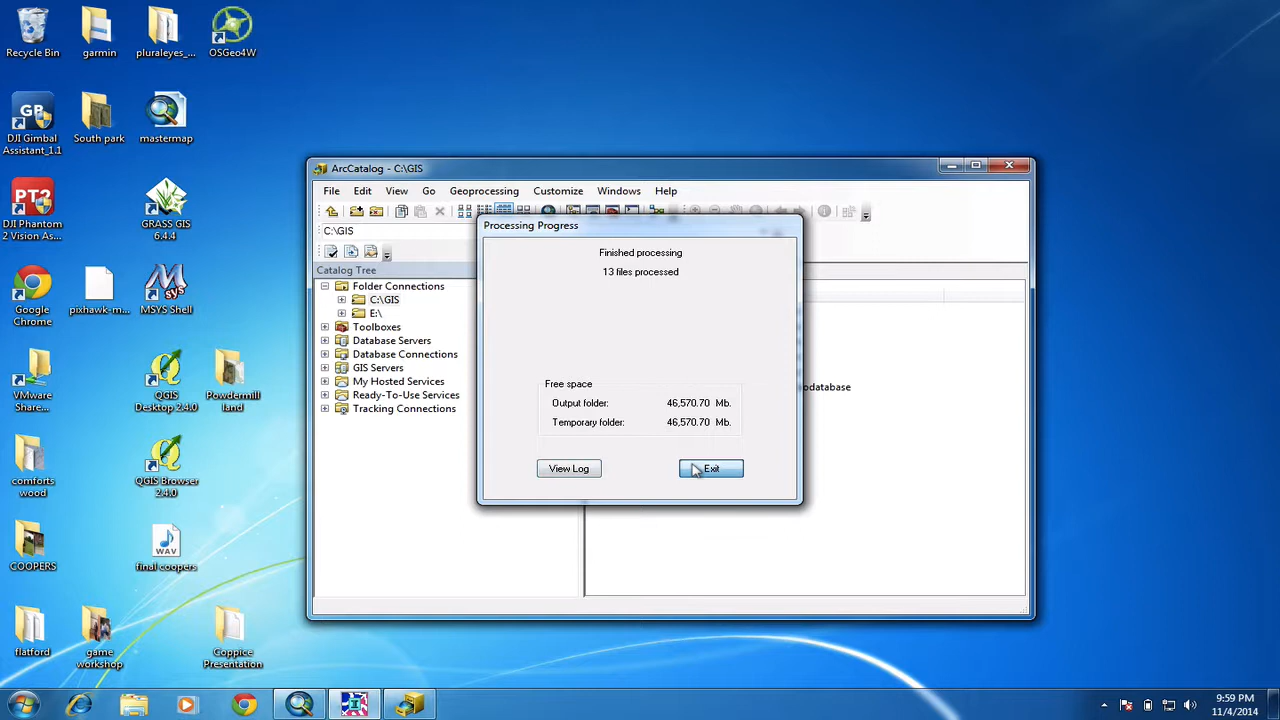 Recycle Bin
garmin
pluraleyes_...
OSGeo4W
DJI Gimbal
Assistant_1.1
South park
mastermap
DJI Phantom
2 Vision As...
GRASS GIS
6.4.4
Google
Chrome
pixhawk-m...
MSYS Shell
VMware
Share...
QGIS
Desktop 2.4.0
Powdermill
land
comforts
wood
QGIS Browser
2.4.0
COOPERS
WAV
final coopers
flatford
game
workshop
Coppice
Presentation
ArcCatalog - C:\GIS
File Edit View Go Geoprocessing Customize Windows Help
C:\GIS
Catalog Tree
Folder Connections
C:\GIS
E:\
Toolboxes
Database Servers
Database Connections
GIS Servers
My Hosted Services
Ready-To-Use Services
Tracking Connections
odatabase
Processing Progress
Finished processing
13 files processed
Free space
Output folder: 46,570.70 Mb.
Temporary folder: 46,570.70 Mb.
View Log Exit
9:59 PM
11/4/2014